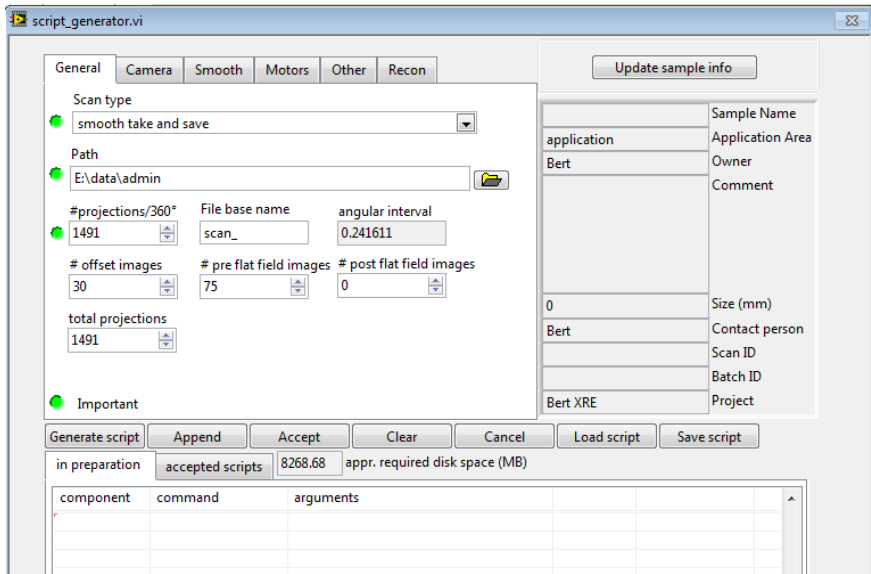 script_generator.vi
General Camera Smooth Motors Other Recon
Update sample info
Scan type
smooth take and save
Path
E:\data\admin
#projections/360° File base name angular interval
1491 scan_ 0.241611
# offset images # pre flat field images # post flat field images
30 75 0
total projections
1491
Important
Sample Name
application Application Area
Bert Owner
Comment
0 Size (mm)
Bert Contact person
Scan ID
Batch ID
Bert XRE Project
Generate script Append Accept Clear Cancel Load script Save script
in preparation accepted scripts 8268.68 appr. required disk space (MB)
component command arguments